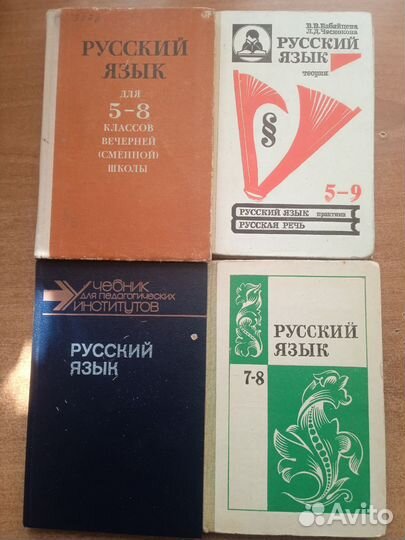 РУССКИЙ
ЯЗЫК
ДЛЯ
5-8
КЛАССОВ
ВЕЧЕРНЕЙ
(СМЕННОЙ)
ШКОЛЫ
В.В.Бабайцева
Л.Д.Чеснокова
РУССКИЙ
ЯЗЫК
теория
§
5-9
РУССКИЙ ЯЗЫК практика
РУССКАЯ РЕЧЬ
Учебник
для педагогических
институтов
РУССКИЙ
ЯЗЫК
РУССКИЙ
ЯЗЫК
7-8
Avito